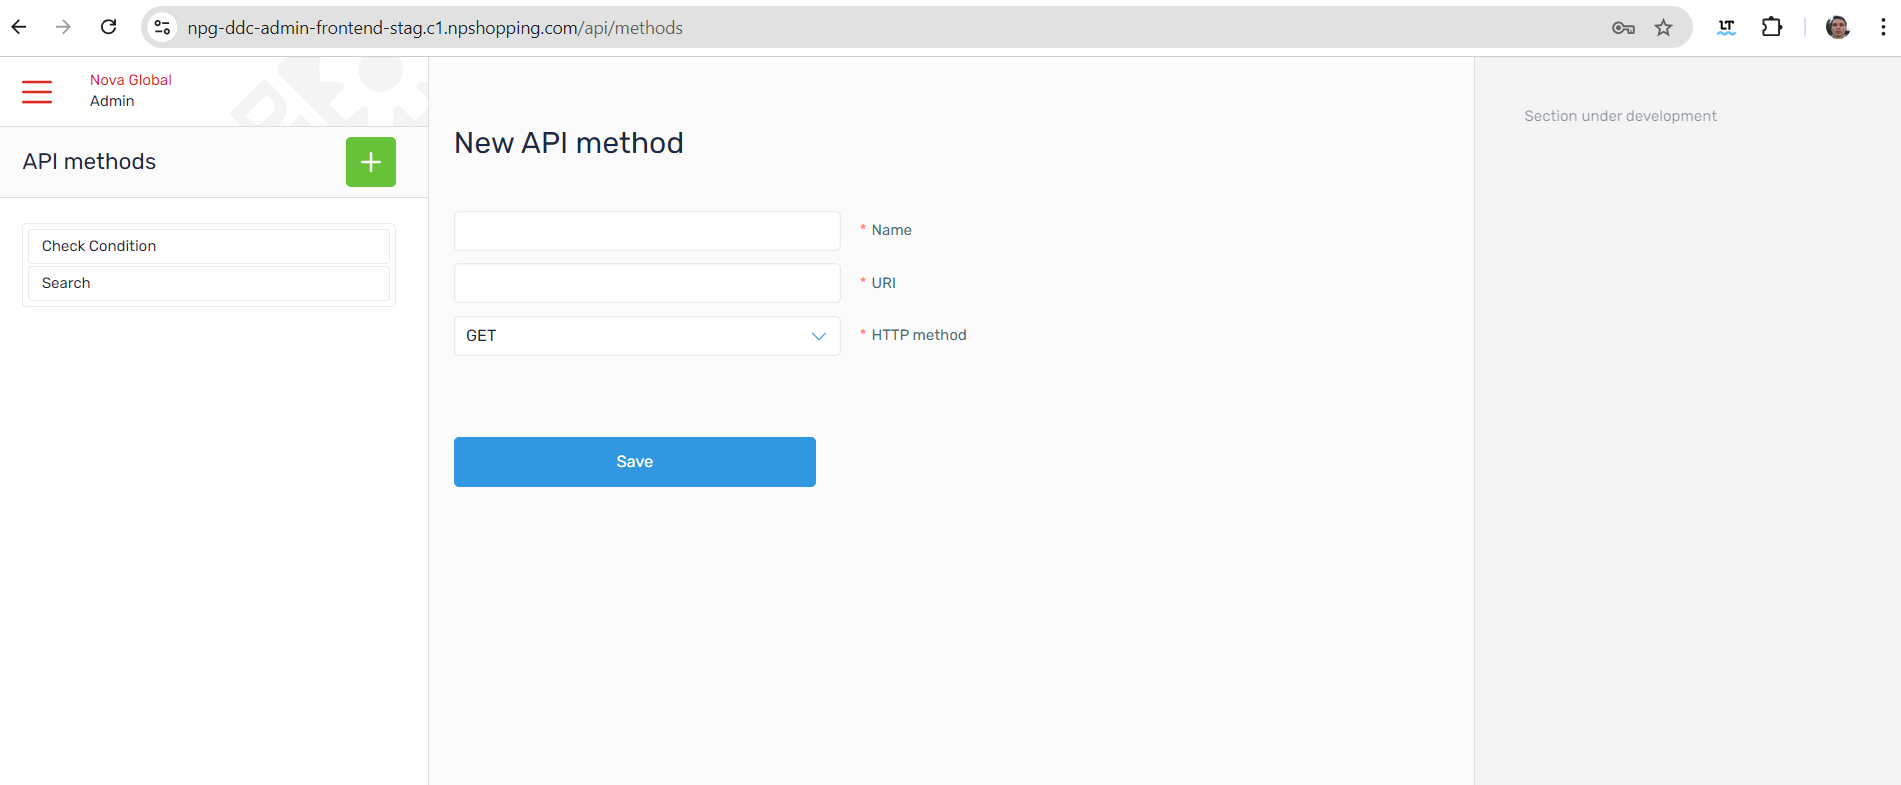 npg-ddc-admin-frontend-stag.c1.npshopping.com/api/methods
LT
Nova Global
Admin
API methods
Check Condition
Search
New API method
* Name
* URI
GET
* HTTP method
Save
Section under development